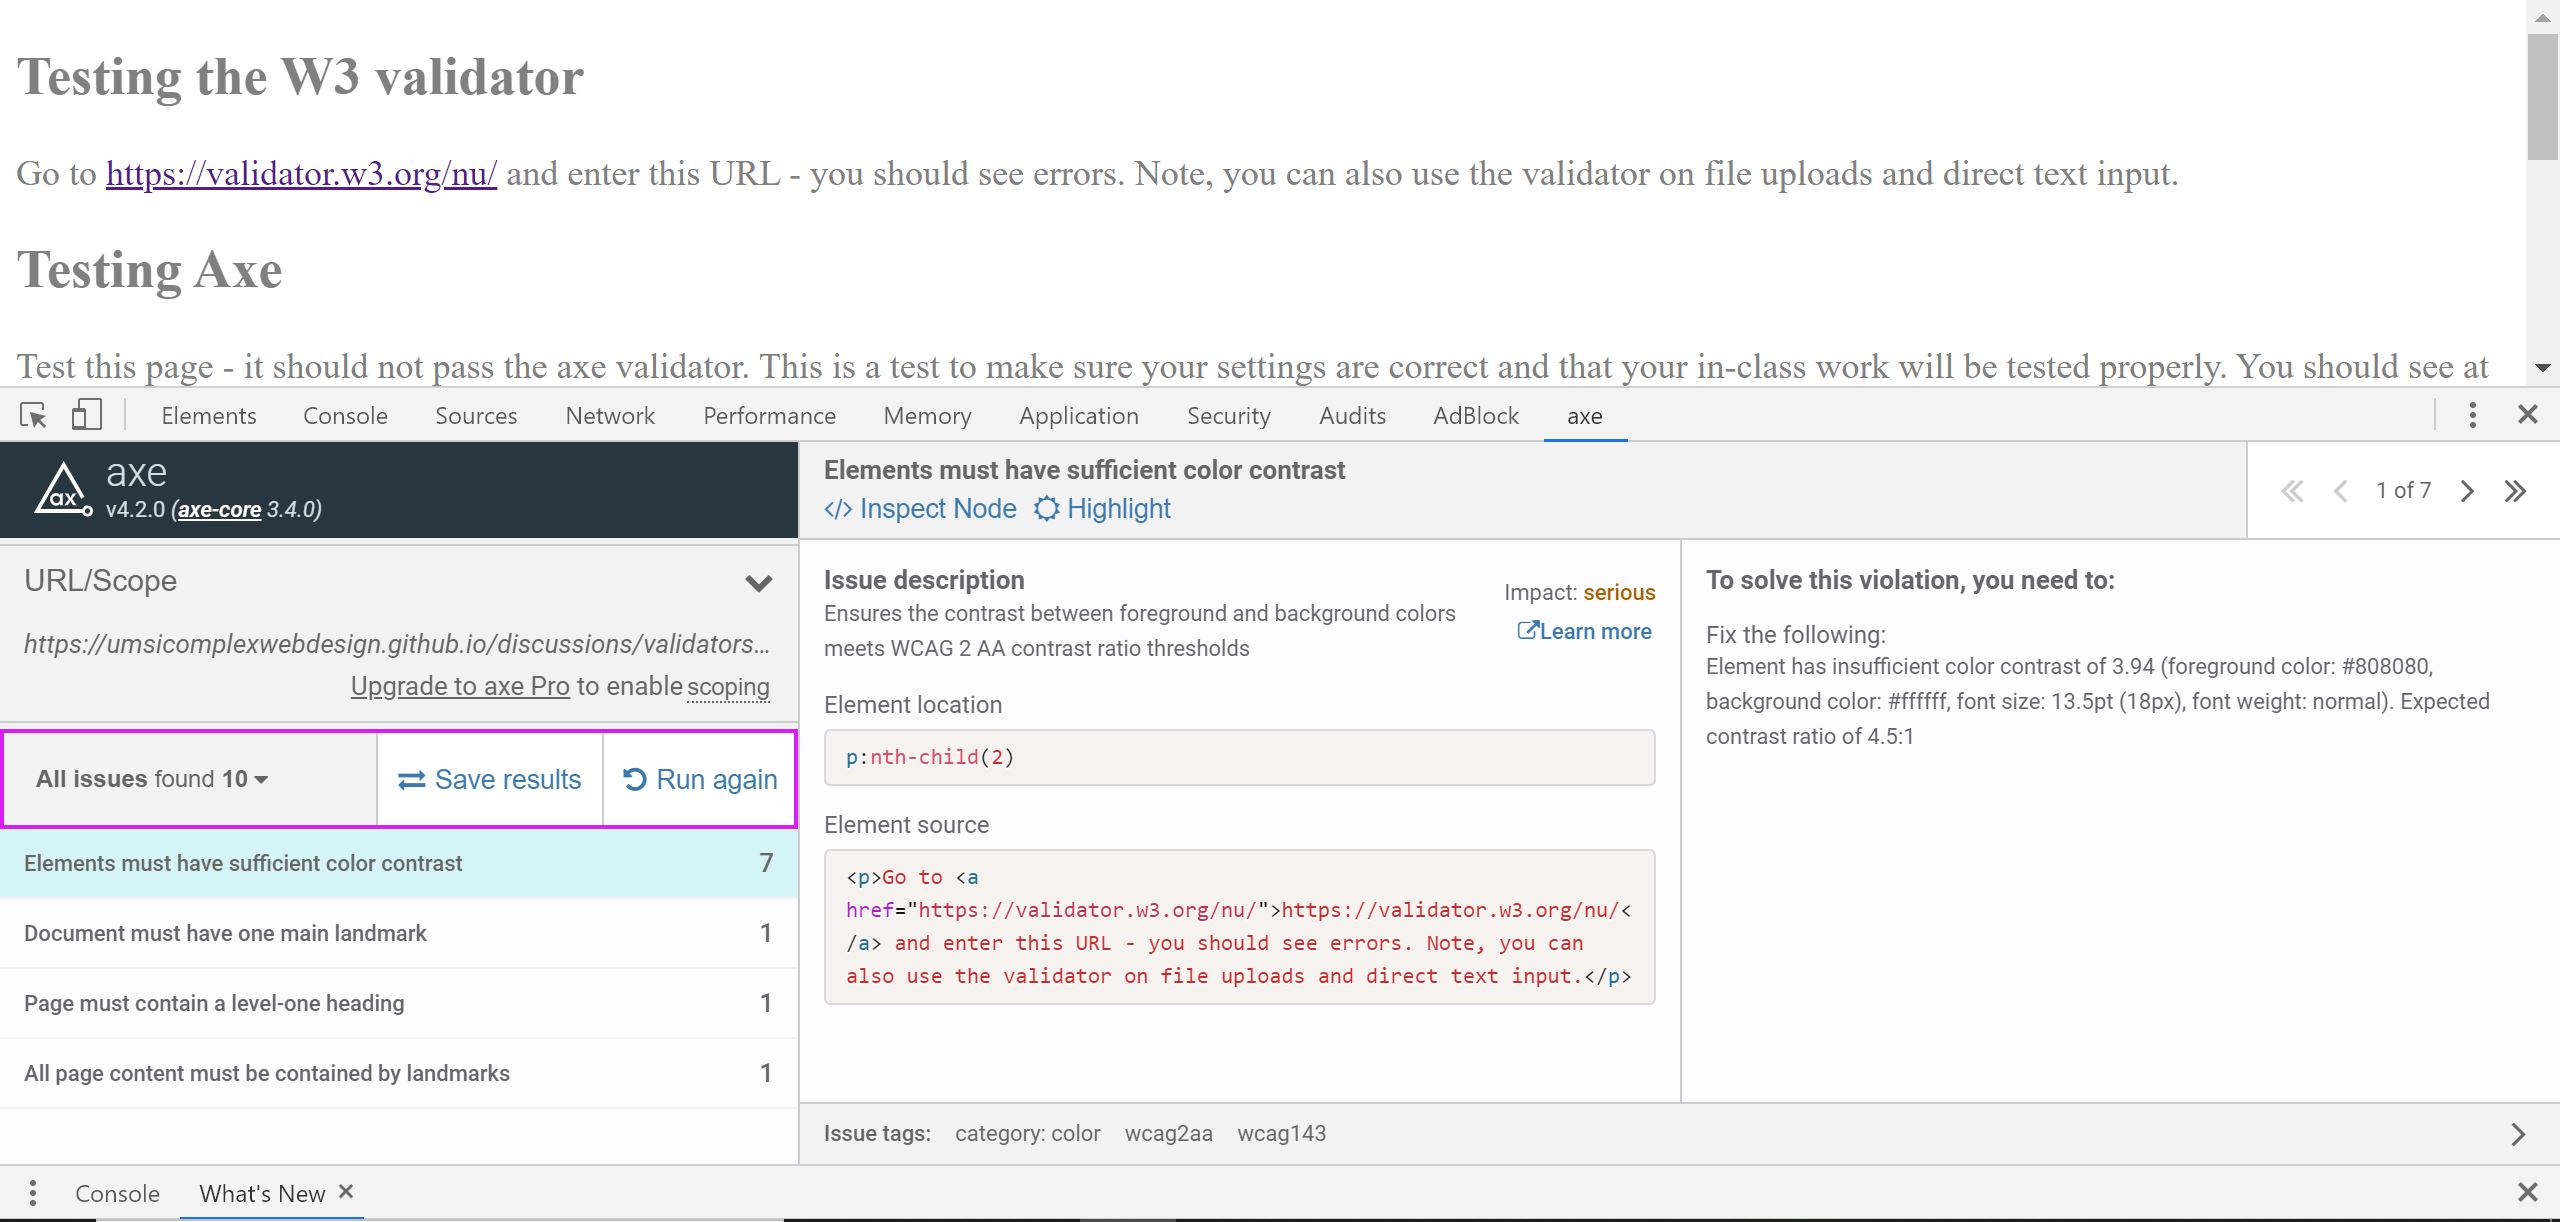 Testing the W3 validator
Go to https://validator.w3.org/nu/ and enter this URL - you should see errors. Note, you can also use the validator on file uploads and direct text input.
Testing Axe
Test this page - it should not pass the axe validator. This is a test to make sure your settings are correct and that your in-class work will be tested properly. You should see at
Elements Console Sources Network Performance Memory Application Security Audits AdBlock axe
ax
axe
v4.2.0 (axe-core 3.4.0)
Elements must have sufficient color contrast
</> Inspect Node Highlight
1 of 7
URL/Scope
https://umsicomplexwebdesign.github.io/discussions/validators...
Upgrade to axe Pro to enable scoping
All issues found 10
Save results
Run again
Elements must have sufficient color contrast 7
Document must have one main landmark 1
Page must contain a level-one heading 1
All page content must be contained by landmarks 1
Issue description
Ensures the contrast between foreground and background colors
meets WCAG 2 AA contrast ratio thresholds
Impact: serious
Learn more
Element location
p:nth-child(2)
Element source
<p>Go to <a
href="https://validator.w3.org/nu/">https://validator.w3.org/nu/<
/a> and enter this URL - you should see errors. Note, you can
also use the validator on file uploads and direct text input.</p>
To solve this violation, you need to:
Fix the following:
Element has insufficient color contrast of 3.94 (foreground color: #808080,
background color: #ffffff, font size: 13.5pt (18px), font weight: normal). Expected
contrast ratio of 4.5:1
Issue tags: category: color wcag2aa wcag143
Console What's New